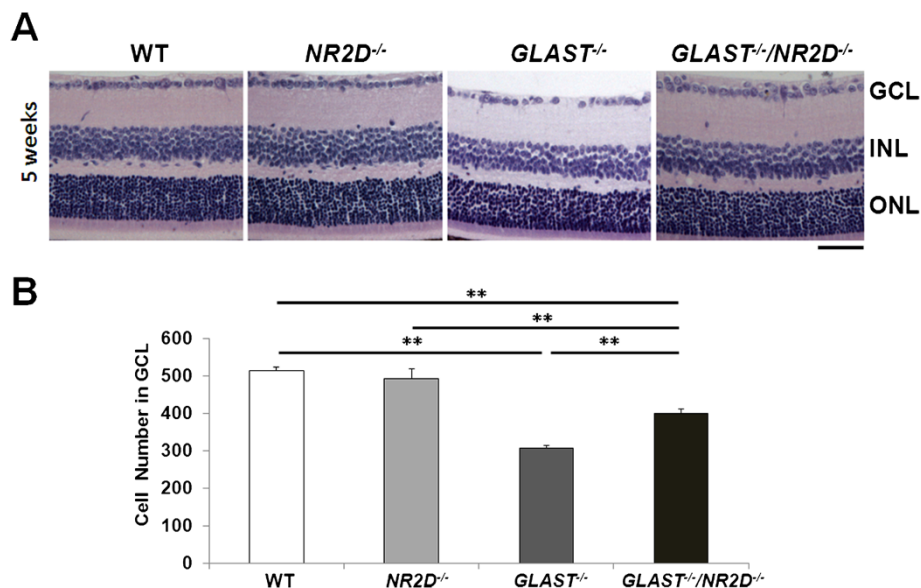 A
WT NR2D-/- GLAST-/- GLAST-/-/NR2D-/-
5 weeks
GCL
INL
ONL
B
**
**
** **
Cell Number in GCL
600
500
400
300
200
100
0
WT NR2D-/- GLAST-/- GLAST-/-/NR2D-/-